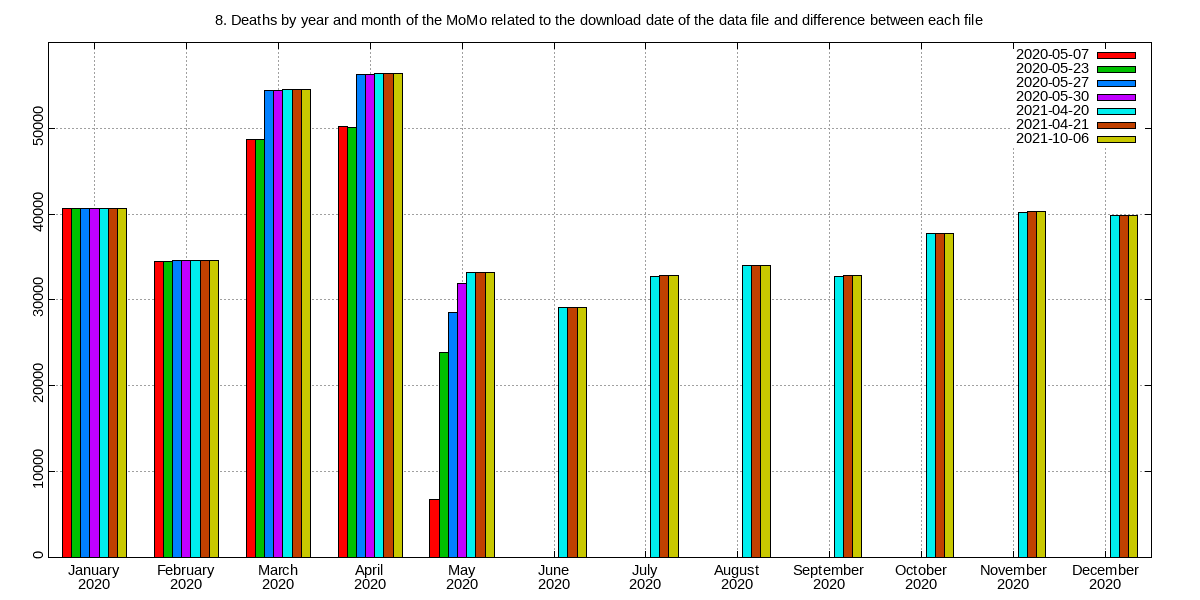 8. Deaths by year and month of the MoMo related to the download date of the data file and difference between each file
2020-05-07
2020-05-23
2020-05-27
2020-05-30
2021-04-20
2021-04-21
2021-10-06
50000
40000
30000
20000
10000
0
January
2020
February
2020
March
2020
April
2020
May
2020
June
2020
July
2020
August
2020
September
2020
October
2020
November
2020
December
2020